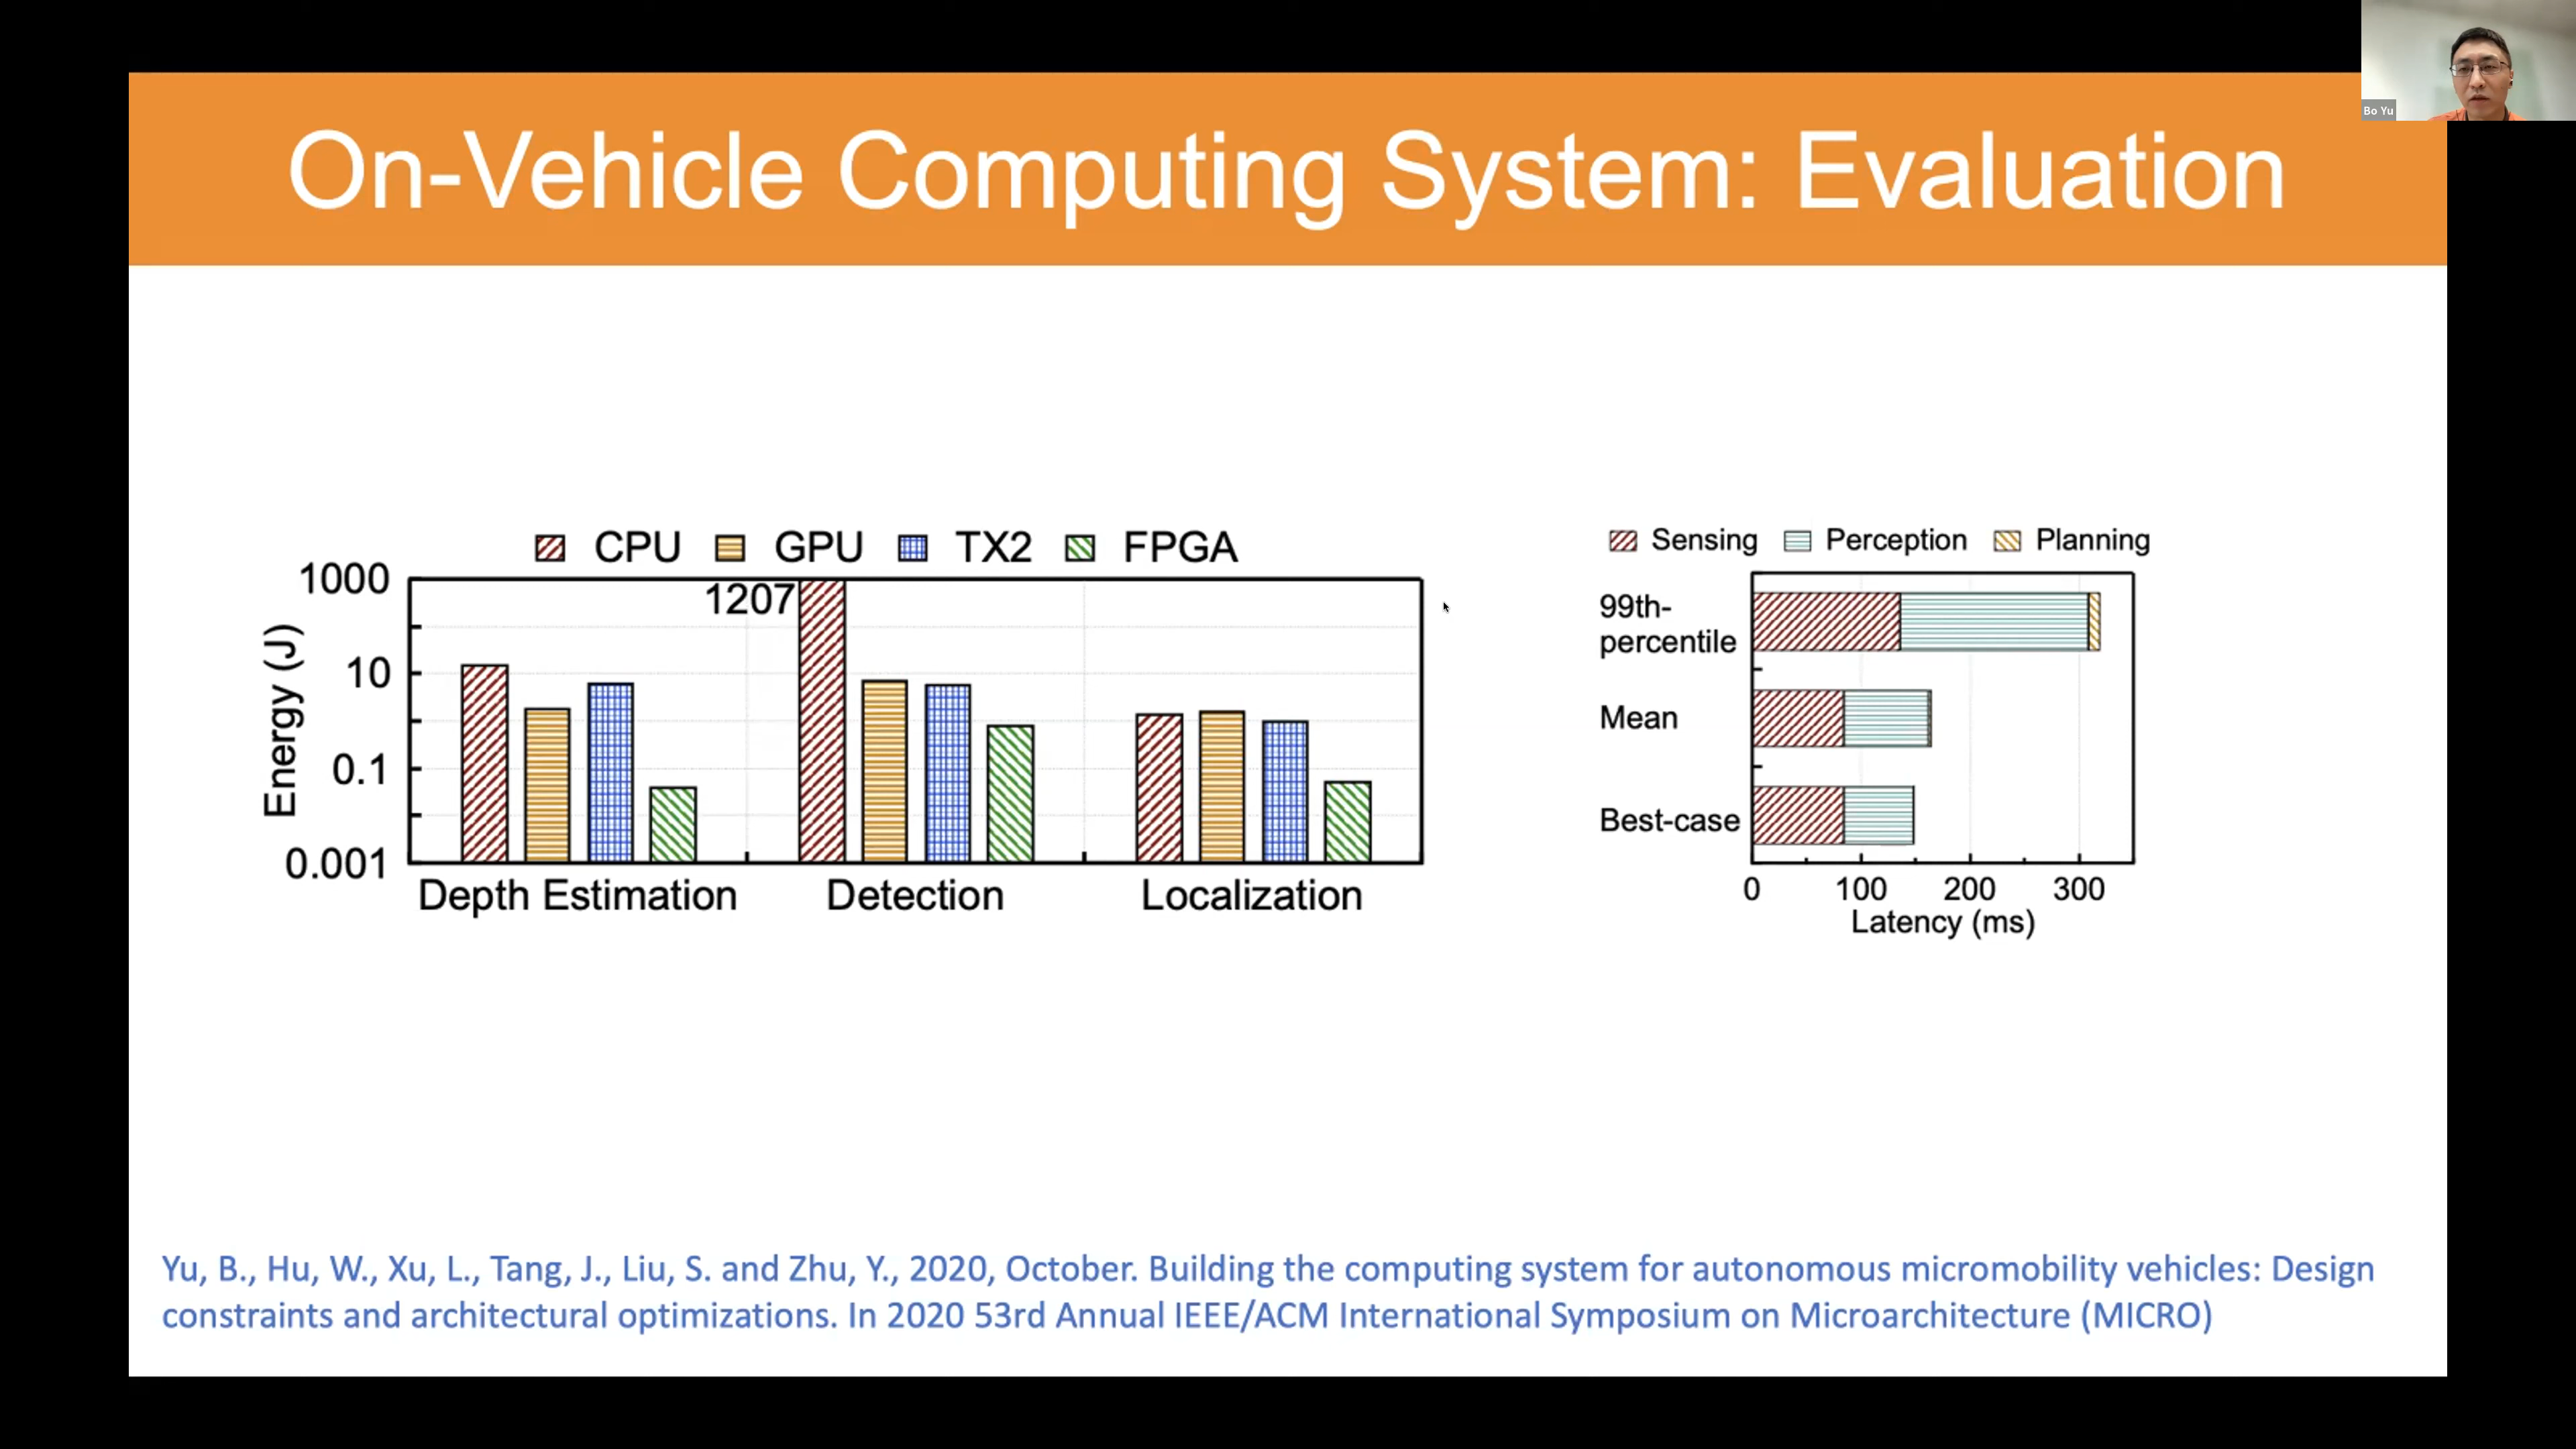 Bo Yu
On-Vehicle Computing System: Evaluation
CPU GPU TX2 FPGA
1000
10
0.1
0.001
Energy (J)
1207
Depth Estimation Detection Localization
Sensing Perception Planning
99th-
percentile
Mean
Best-case
0 100 200 300
Latency (ms)
Yu, B., Hu, W., Xu, L., Tang, J., Liu, S. and Zhu, Y., 2020, October. Building the computing system for autonomous micromobility vehicles: Design
constraints and architectural optimizations. In 2020 53rd Annual IEEE/ACM International Symposium on Microarchitecture (MICRO)